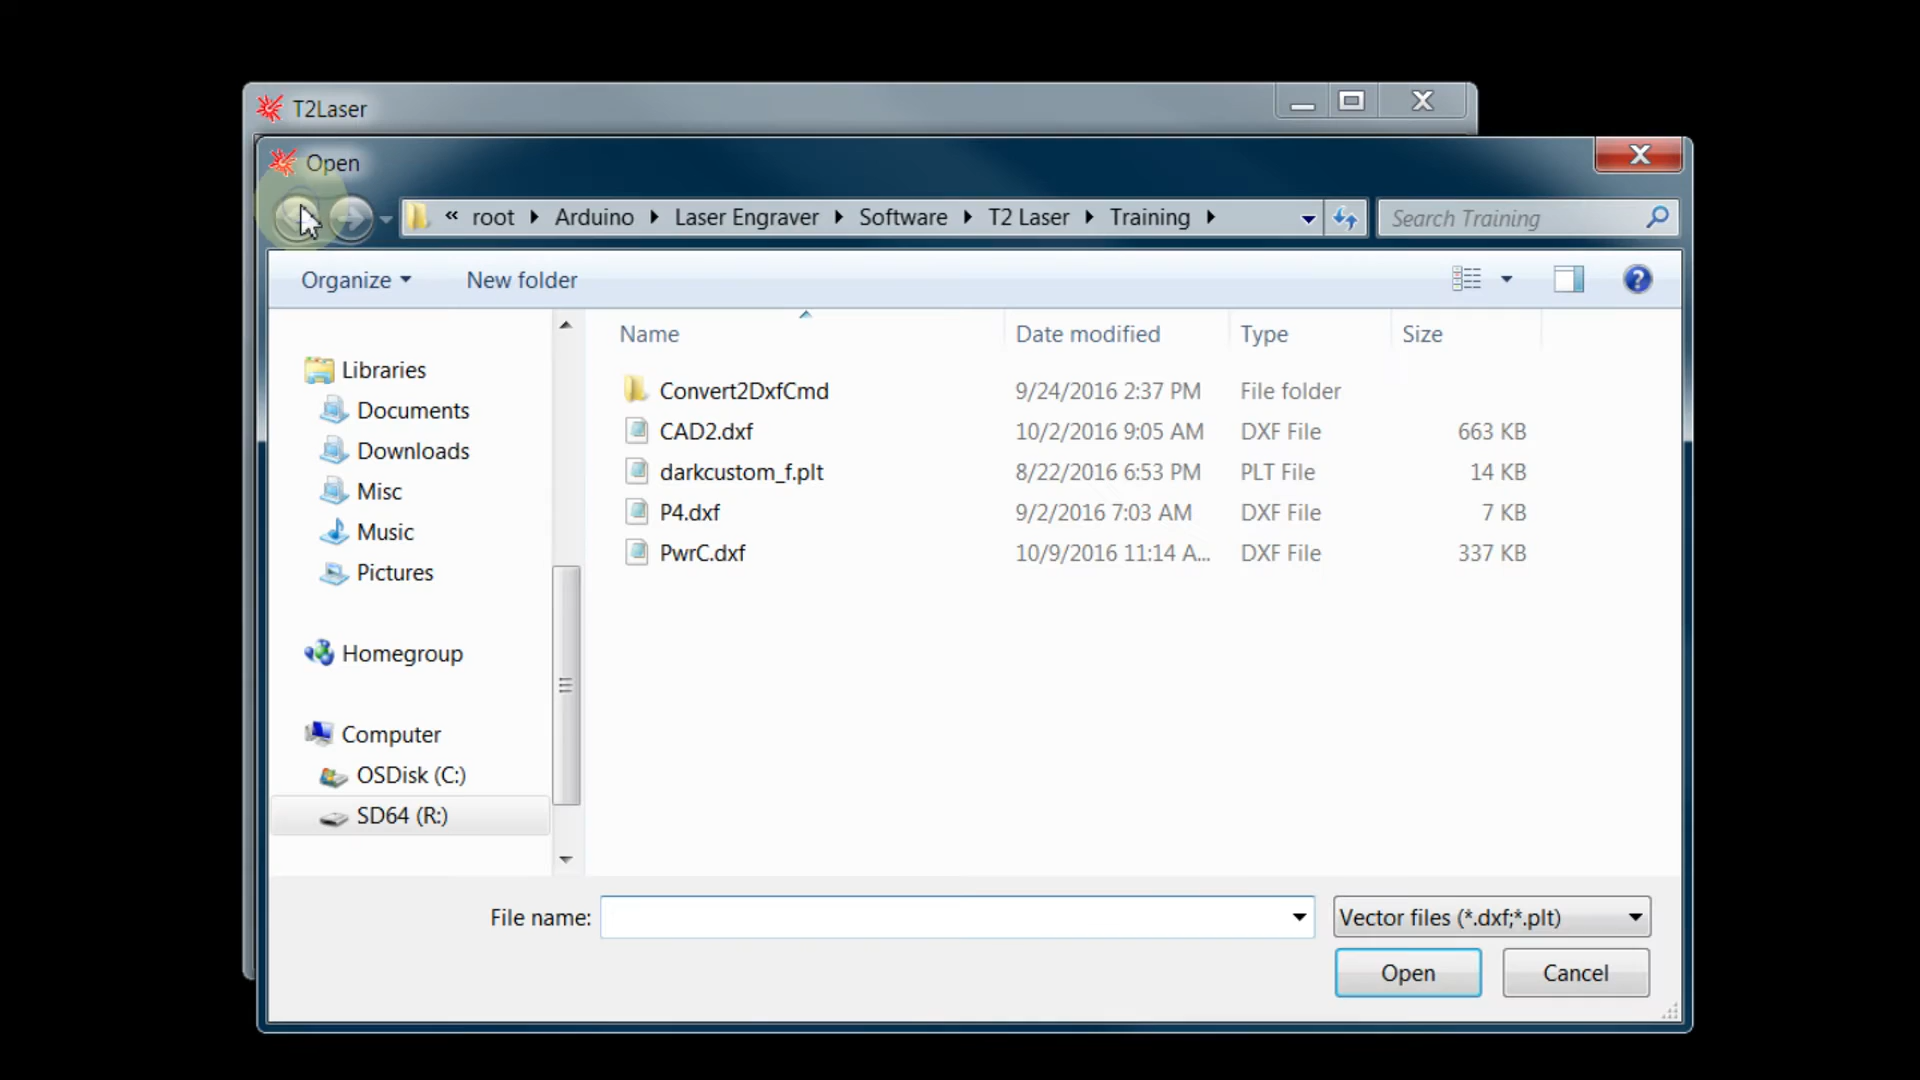 T2Laser
Open
« root Arduino Laser Engraver Software T2 Laser Training
Search Training
Organize
New folder
Name Date modified Type Size
Libraries
Documents
Downloads
Misc
Music
Pictures
Homegroup
Computer
OSDisk (C:)
SD64 (R:)
Convert2DxfCmd 9/24/2016 2:37 PM File folder
CAD2.dxf 10/2/2016 9:05 AM DXF File 663 KB
darkcustom_f.plt 8/22/2016 6:53 PM PLT File 14 KB
P4.dxf 9/2/2016 7:03 AM DXF File 7 KB
PwrC.dxf 10/9/2016 11:14 A... DXF File 337 KB
File name:
Vector files (*.dxf;*.plt)
Open
Cancel